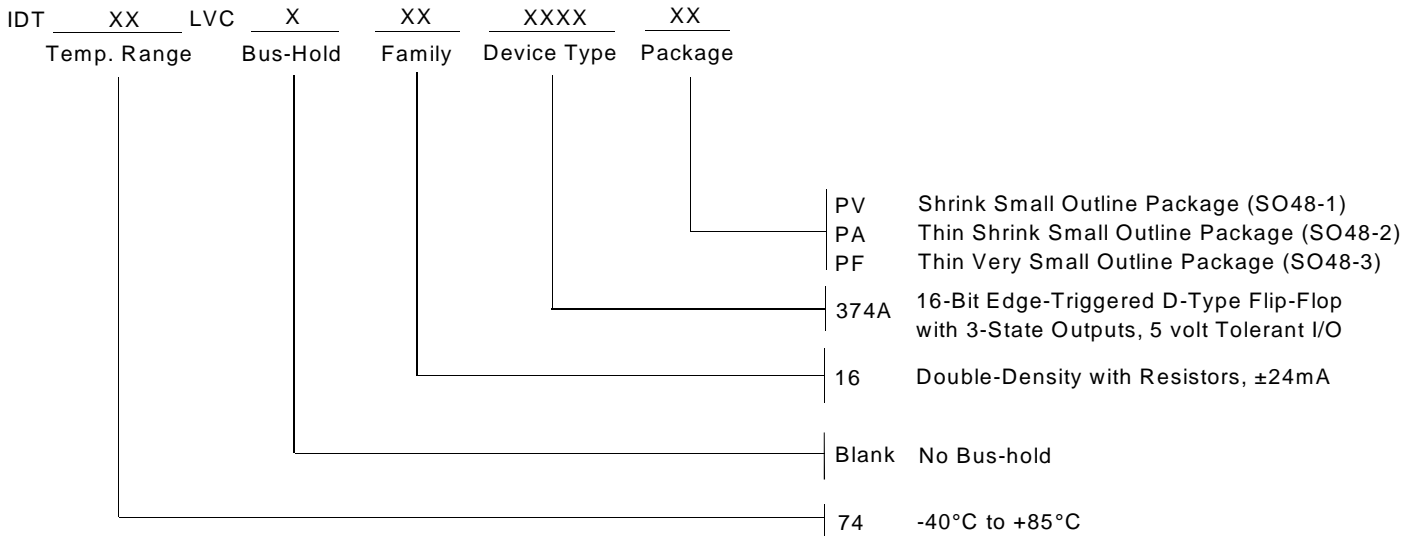 IDT XX LVC X XX XXXX XX
Temp. Range Bus-Hold Family Device Type Package
PV Shrink Small Outline Package (SO48-1)
PA Thin Shrink Small Outline Package (SO48-2)
PF Thin Very Small Outline Package (SO48-3)
374A 16-Bit Edge-Triggered D-Type Flip-Flop
with 3-State Outputs, 5 volt Tolerant I/O
16 Double-Density with Resistors, ±24mA
Blank No Bus-hold
74 -40°C to +85°C